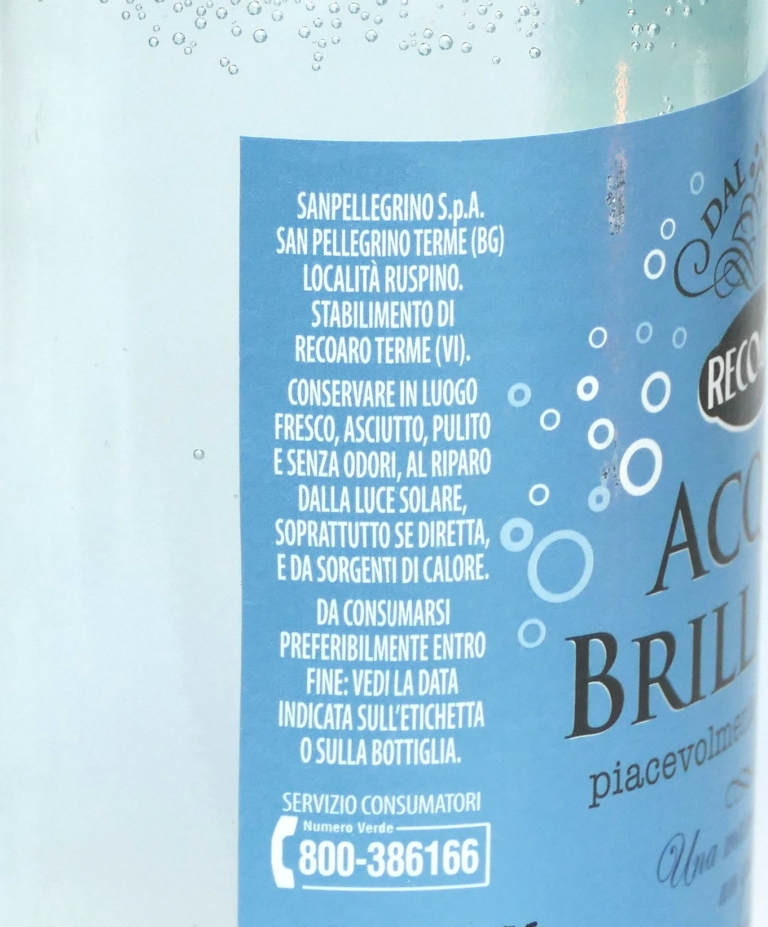 SANPELLEGRINO S.p.A.
SAN PELLEGRINO TERME (BG)
LOCALITÀ RUSPINO.
STABILIMENTO DI
RECOARO TERME (VI).
CONSERVARE IN LUOGO
FRESCO, ASCIUTTO, PULITO
E SENZA ODORI, AL RIPARO
DALLA LUCE SOLARE,
SOPRATTUTTO SE DIRETTA,
E DA SORGENTI DI CALORE.
DA CONSUMARSI
PREFERIBILMENTE ENTRO
FINE: VEDI LA DATA
INDICATA SULL'ETICHETTA
O SULLA BOTTIGLIA.
SERVIZIO CONSUMATORI
Numero Verde
800-386166
DAL
Una